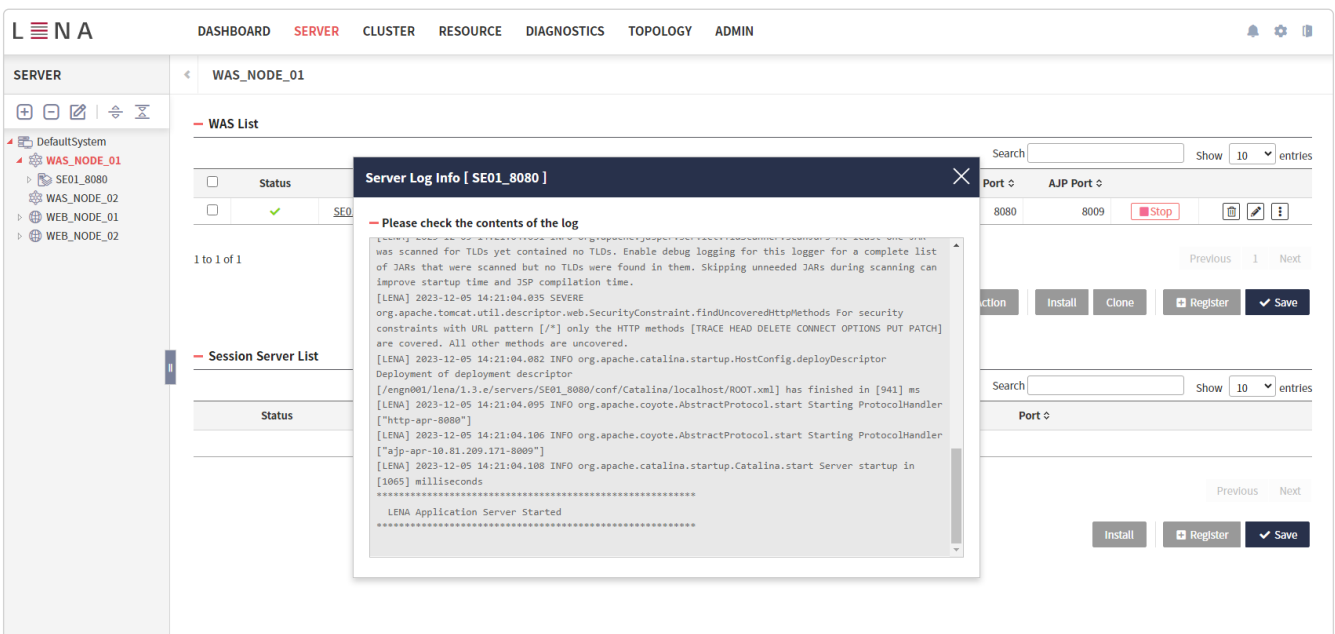 LENA
DASHBOARD SERVER CLUSTER RESOURCE DIAGNOSTICS TOPOLOGY ADMIN
SERVER
WAS_NODE_01
DefaultSystem
WAS_NODE_01
SE01_8080
WAS_NODE_02
WEB_NODE_01
WEB_NODE_02
WAS List
Search
Show 10 entries
Status
Port
AJP Port
SE0
8080
8009
Stop
1 to 1 of 1
Previous 1 Next
ction
Install
Clone
Register
Save
Session Server List
Search
Show 10 entries
Status
Port
Previous Next
Install
Register
Save
Server Log Info [ SE01_8080 ]
Please check the contents of the log
was scanned for TLDs yet contained no TLDs. Enable debug logging for this logger for a complete list
of JARs that were scanned but no TLDs were found in them. Skipping unneeded JARs during scanning can
improve startup time and JSP compilation time.
[LENA] 2023-12-05 14:21:04.035 SEVERE
org.apache.tomcat.util.descriptor.web.SecurityConstraint.findUncoveredHttpMethods For security
constraints with URL pattern [/*] only the HTTP methods [TRACE HEAD DELETE CONNECT OPTIONS PUT PATCH]
are covered. All other methods are uncovered.
[LENA] 2023-12-05 14:21:04.082 INFO org.apache.catalina.startup.HostConfig.deployDescriptor
Deployment of deployment descriptor
[/engn001/lena/1.3.e/servers/SE01_8080/conf/Catalina/localhost/ROOT.xml] has finished in [941] ms
[LENA] 2023-12-05 14:21:04.095 INFO org.apache.coyote.AbstractProtocol.start Starting ProtocolHandler
["http-apr-8080"]
[LENA] 2023-12-05 14:21:04.106 INFO org.apache.coyote.AbstractProtocol.start Starting ProtocolHandler
["ajp-apr-10.81.209.171-8009"]
[LENA] 2023-12-05 14:21:04.108 INFO org.apache.catalina.startup.Catalina.start Server startup in
[1065] milliseconds
*******************************************************
LENA Application Server Started
*******************************************************